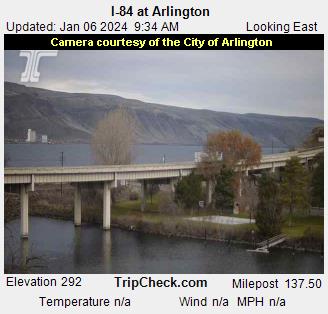 I-84 at Arlington
Updated: Jan 06 2024 9:34 AM Looking East
Camera courtesy of the City of Arlington
Elevation 292 TripCheck.com Milepost 137.50
Temperature n/a Wind n/a MPH n/a